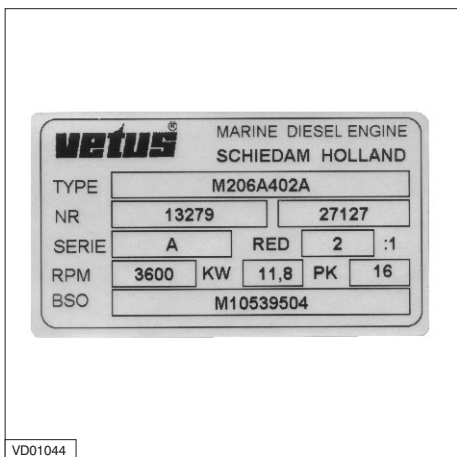 vetus® MARINE DIESEL ENGINE
SCHIEDAM HOLLAND
TYPE M206A402A
NR 13279 27127
SERIE A RED 2 :1
RPM 3600 KW 11,8 PK 16
BSO M10539504
VD01044